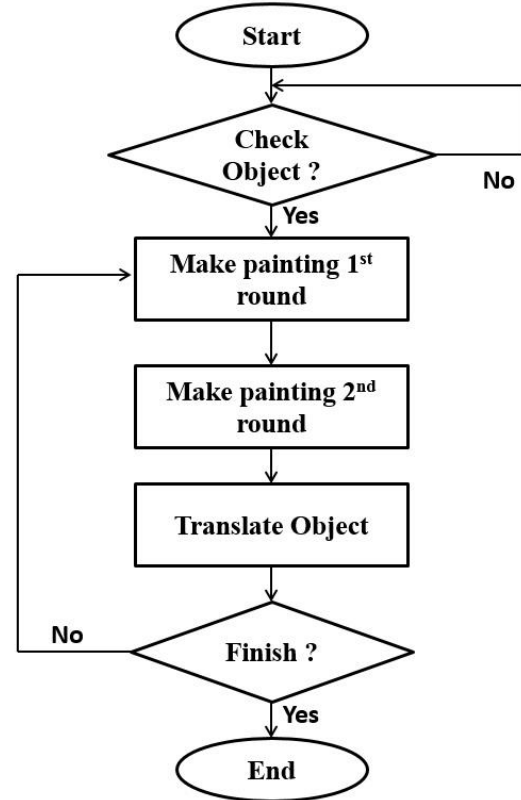 Start
Check
Object ?
No
Yes
Make painting 1st
round
Make painting 2nd
round
Translate Object
No
Finish ?
Yes
End